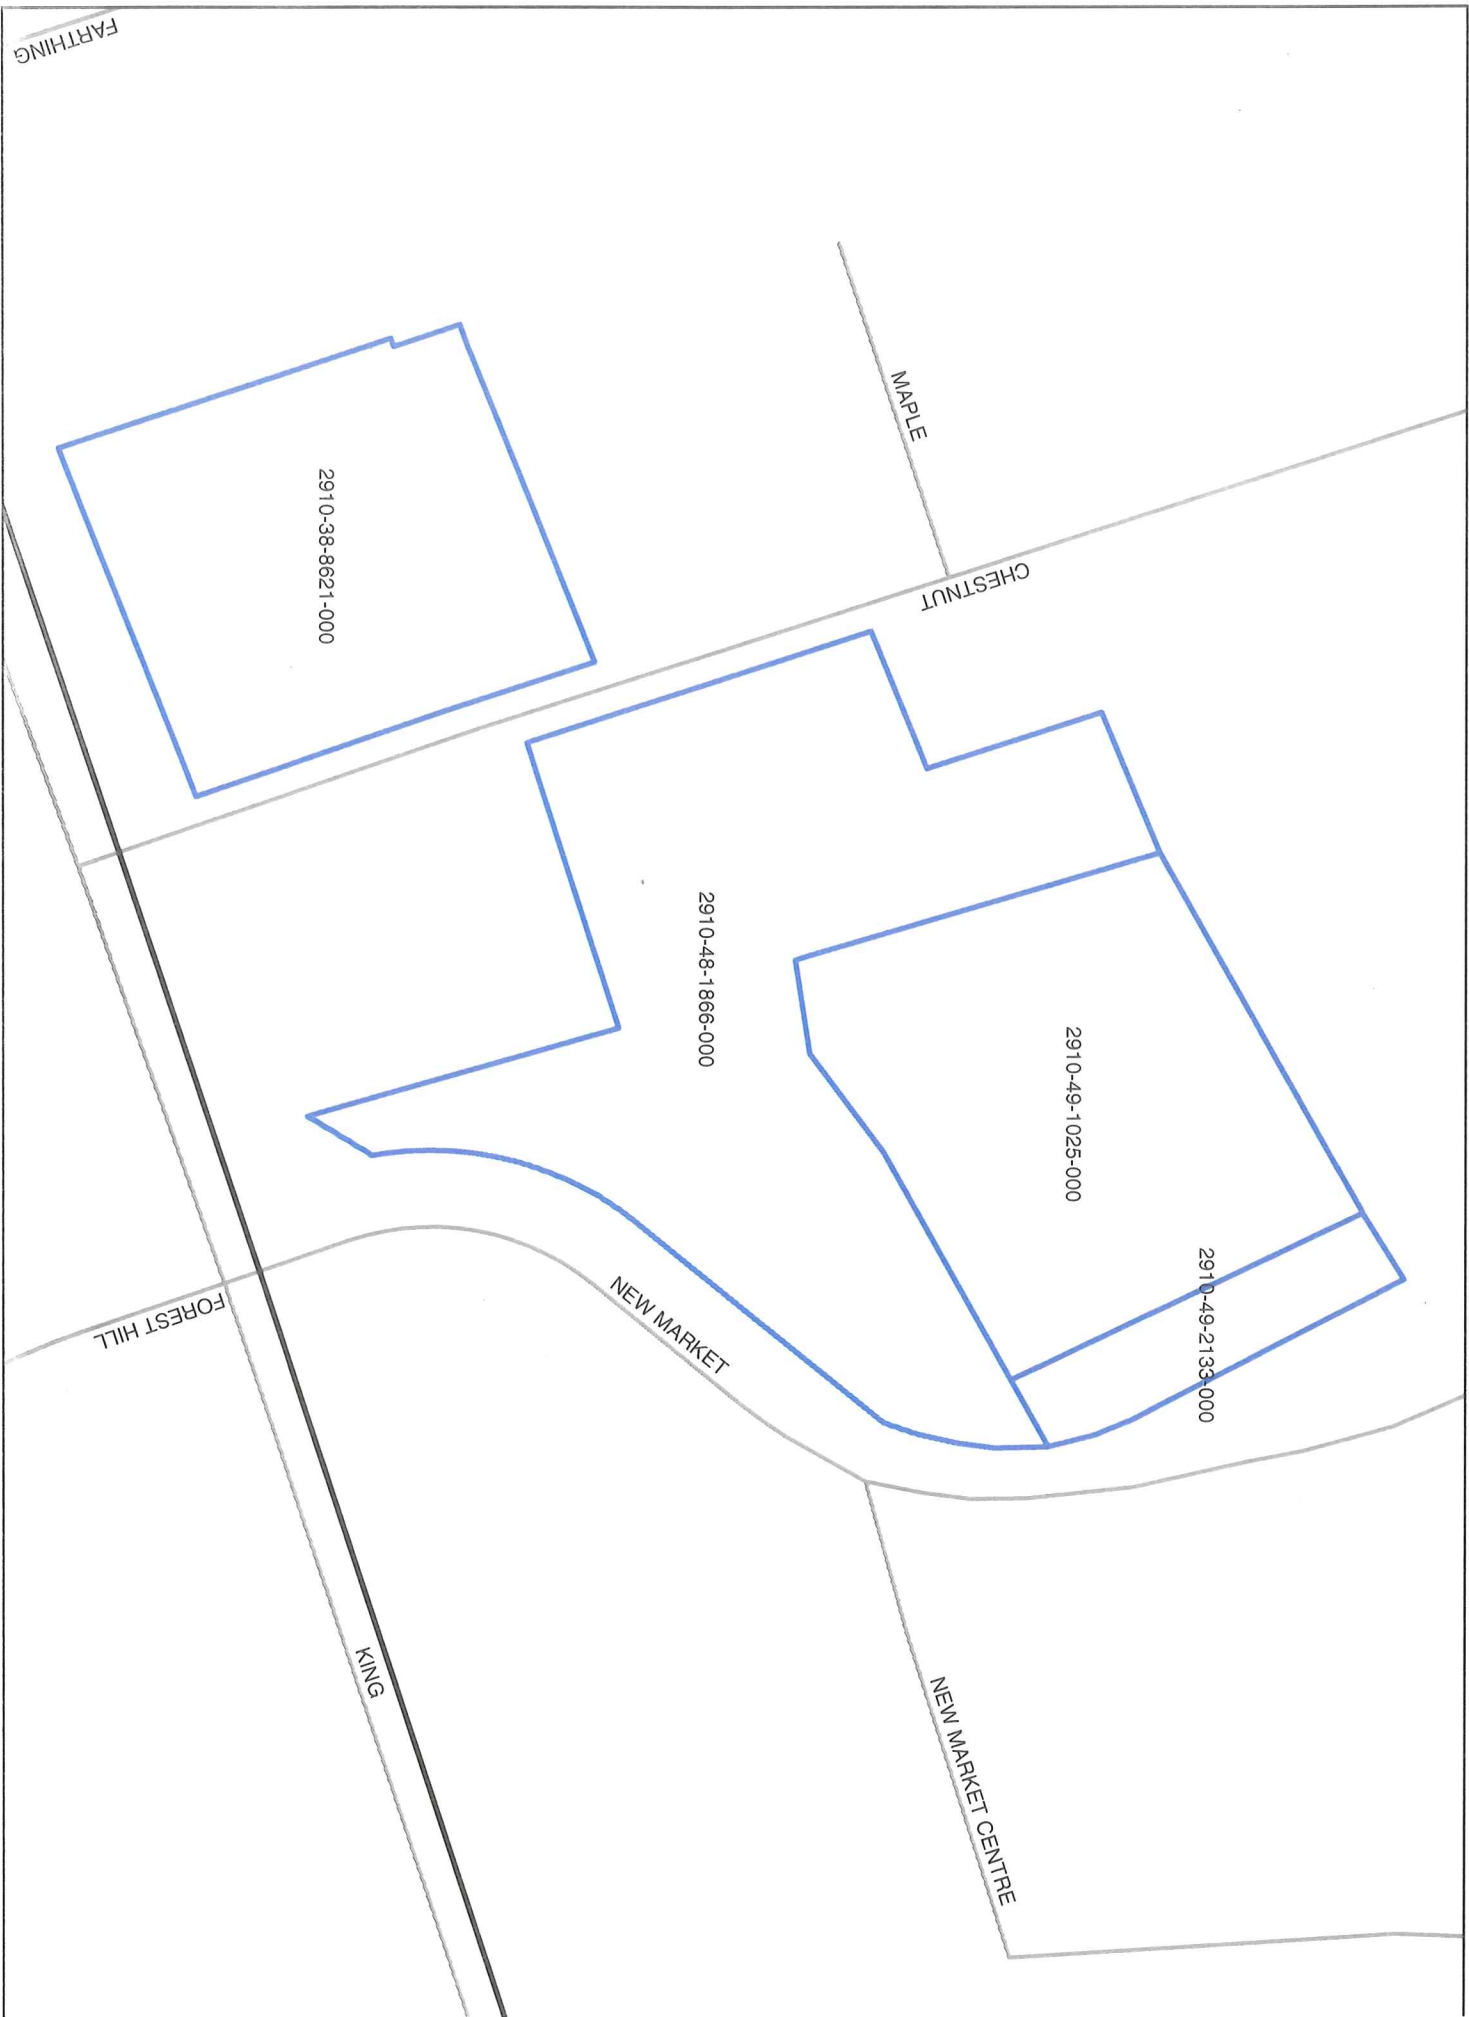 FARTHING
MAPLE
CHESTNUT
2910-38-8621-000
2910-48-1866-000
2910-49-1025-000
2910-49-2133-000
NEW MARKET
FOREST HILL
KING
NEW MARKET CENTRE